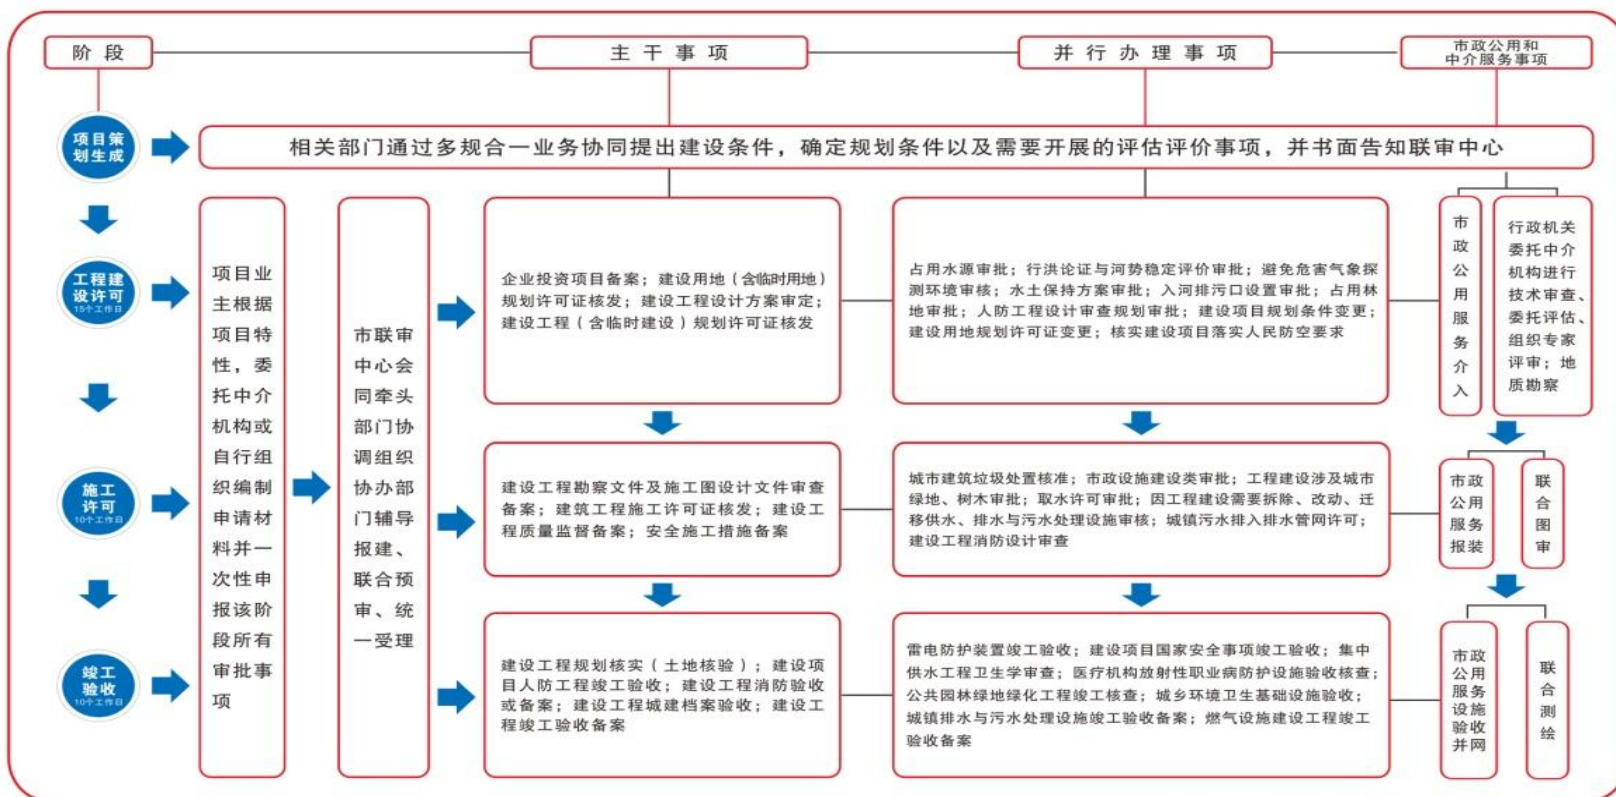 阶段
主干事项
并行办理事项
市政公用和
中介服务事项
项目策
划生成
相关部门通过多规合一业务协同提出建设条件，确定规划条件以及需要开展的评估评价事项，并书面告知联审中心
工程建
设许可
15个工作日
施工
许可
10个工作日
竣工
验收
10个工作日
项目业
主根据
项目特
性，委
托中介
机构或
自行组
织编制
申请材
料并一
次性申
报该阶
段所有
审批事
项
市联审
中心会
同牵头
部门协
调组织
协办部
门辅导
报建、
联合预
审、统
一受理
企业投资项目备案；建设用地（含临时用地）
规划许可证核发；建设工程设计方案审定；
建设工程（含临时建设）规划许可证核发
占用水源审批；行洪论证与河势稳定评价审批；避免危害气象探
测环境审核；水土保持方案审批；入河排污口设置审批；占用林
地审批；人防工程设计审查规划审批；建设项目规划条件变更；
建设用地规划许可证变更；核实建设项目落实人民防空要求
市
政
公
用
服
务
介
入
行政机关
委托中介
机构进行
技术审查、
委托评估、
组织专家
评审；地
质勘察
建设工程勘察文件及施工图设计文件审查
备案；建筑工程施工许可证核发；建设工
程质量监督备案；安全施工措施备案
城市建筑垃圾处置核准；市政设施建设类审批；工程建设涉及城市
绿地、树木审批；取水许可审批；因工程建设需要拆除、改动、迁
移供水、排水与污水处理设施审核；城镇污水排入排水管网许可；
建设工程消防设计审查
市政
公用
服务
报装
联
合
图
审
建设工程规划核实（土地核验）；建设项
目人防工程竣工验收；建设工程消防验收
或备案；建设工程城建档案验收；建设工
程竣工验收备案
雷电防护装置竣工验收；建设项目国家安全事项竣工验收；集中
供水工程卫生学审查；医疗机构放射性职业病防护设施验收核查；
公共园林绿地绿化工程竣工核查；城乡环境卫生基础设施验收；
城镇排水与污水处理设施竣工验收备案；燃气设施建设工程竣工
验收备案
市政
公用
服务
设施
验收
并网
联
合
测
绘